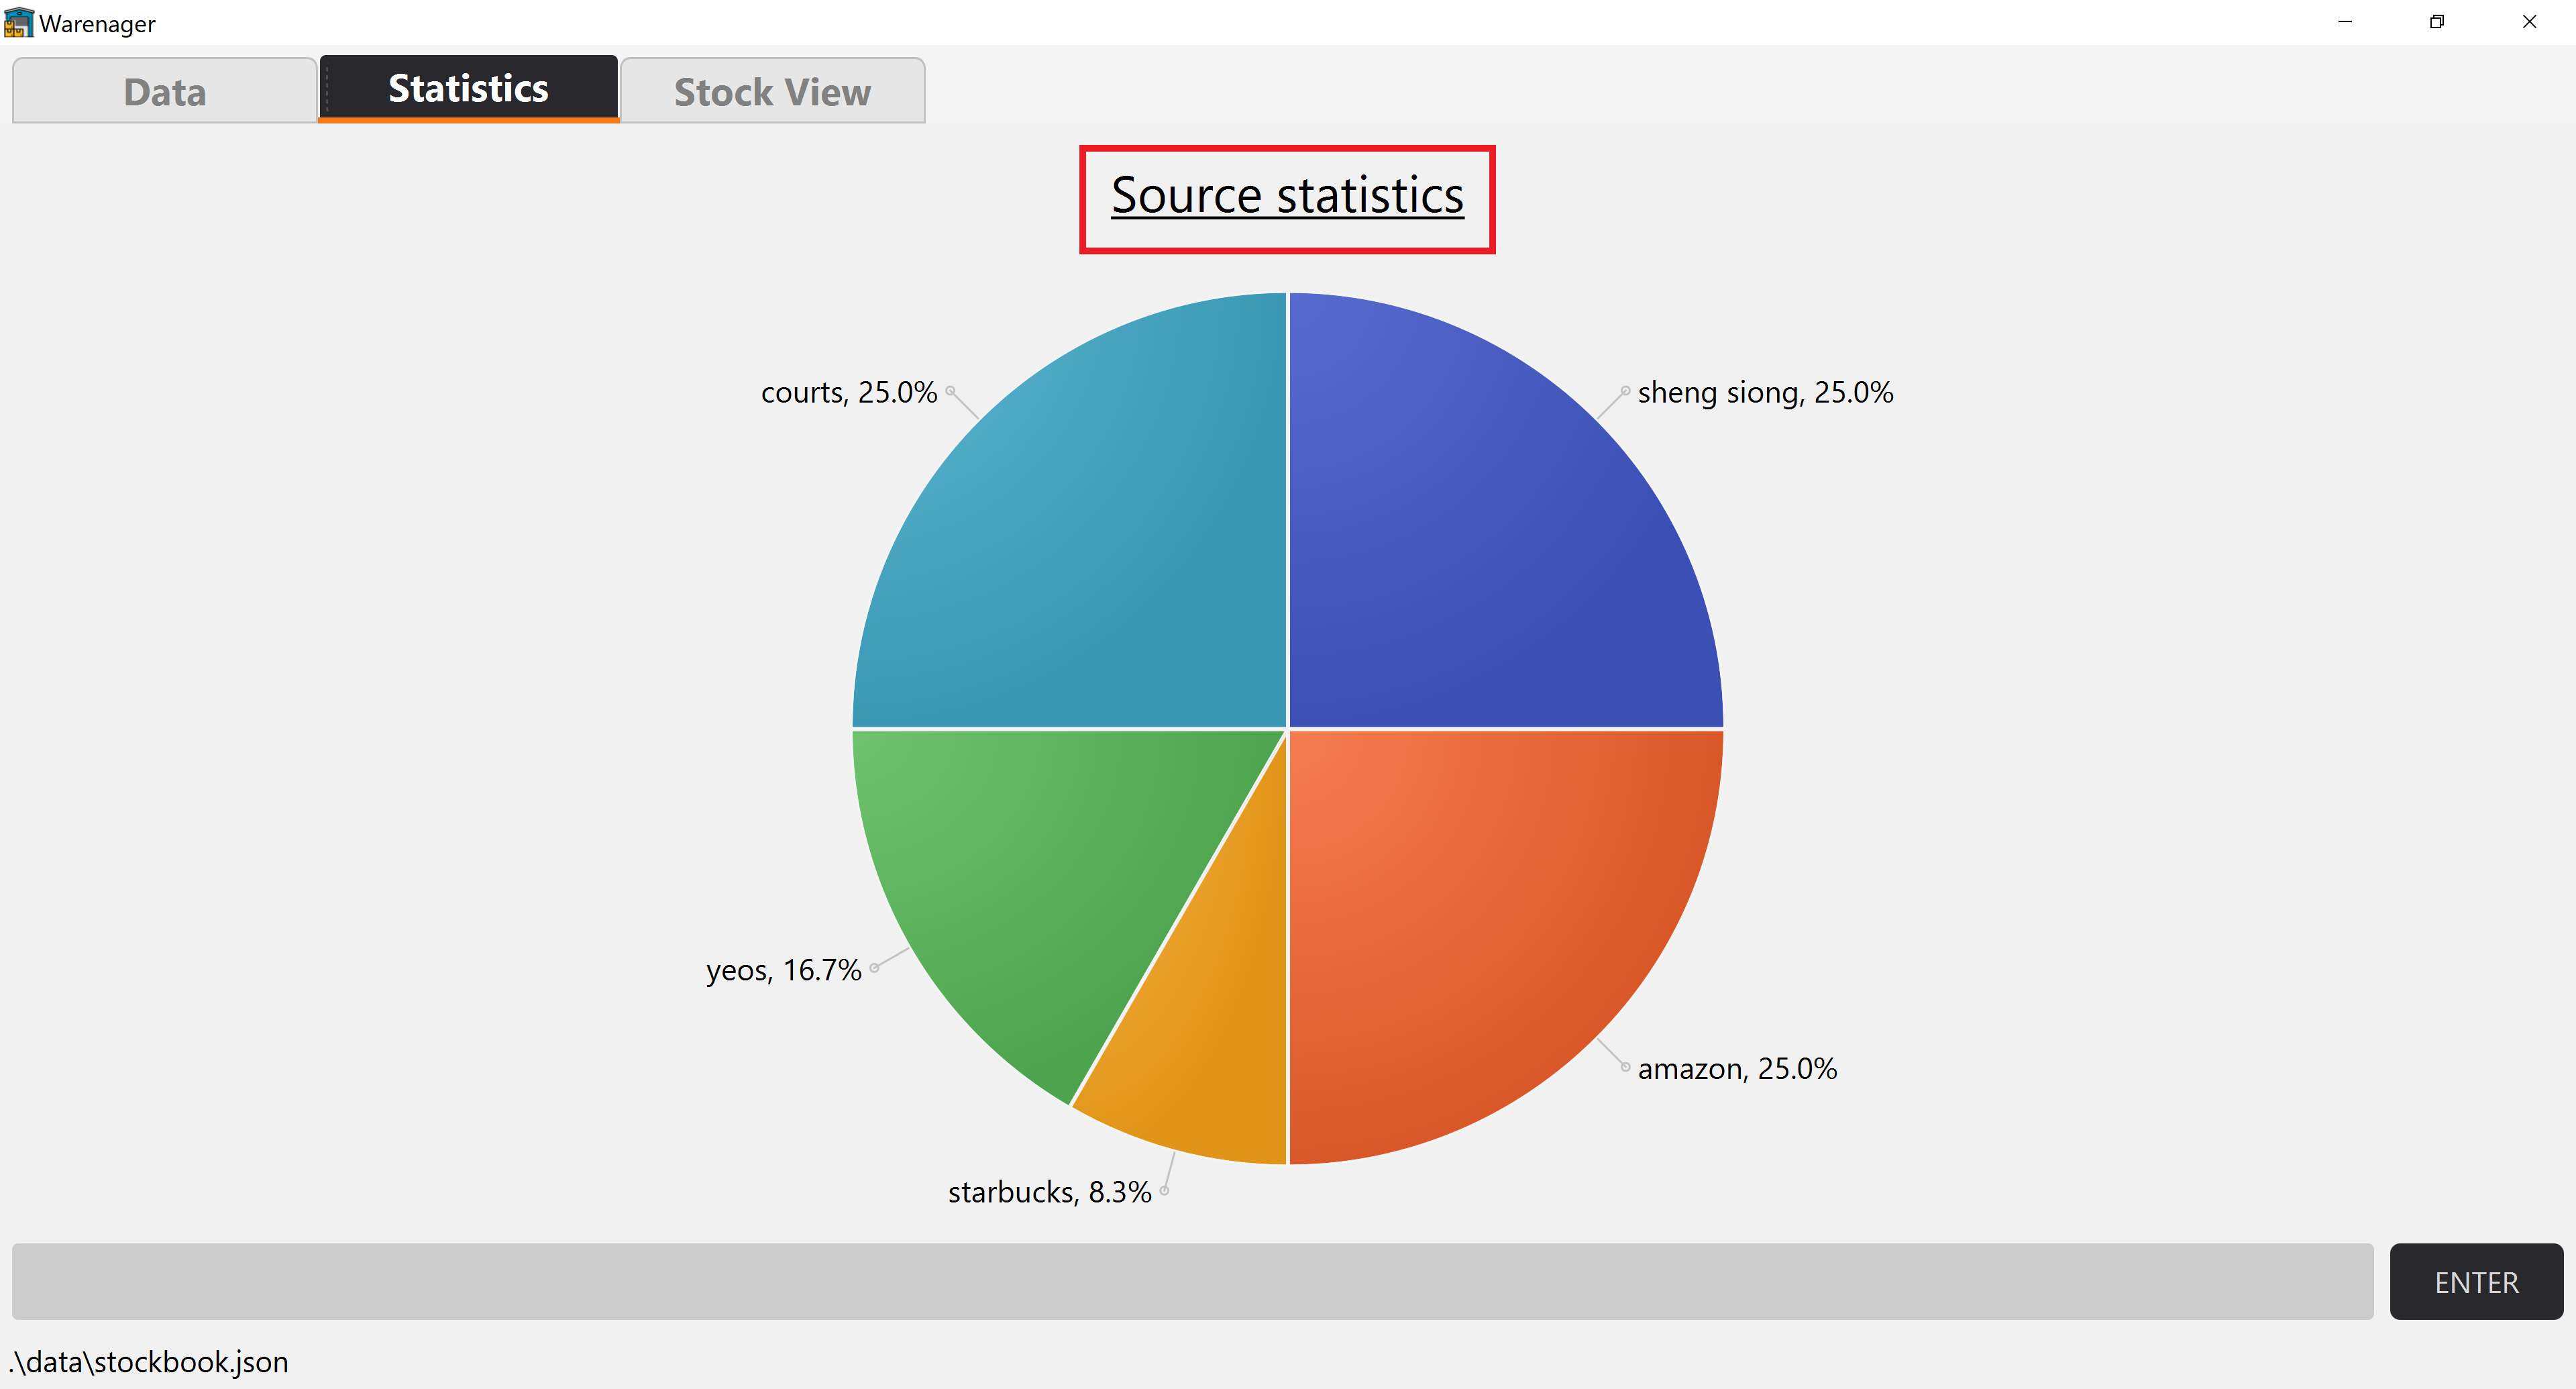 Warenager
Data
Statistics
Stock View
Source statistics
courts, 25.0%
sheng siong, 25.0%
yeos, 16.7%
amazon, 25.0%
starbucks, 8.3%
ENTER
.\data\stockbook.json